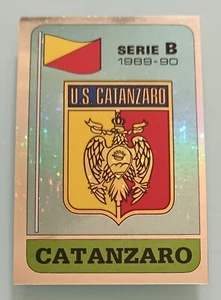 SERIE B
1989-90
U.S. CATANZARO
CATANZARO